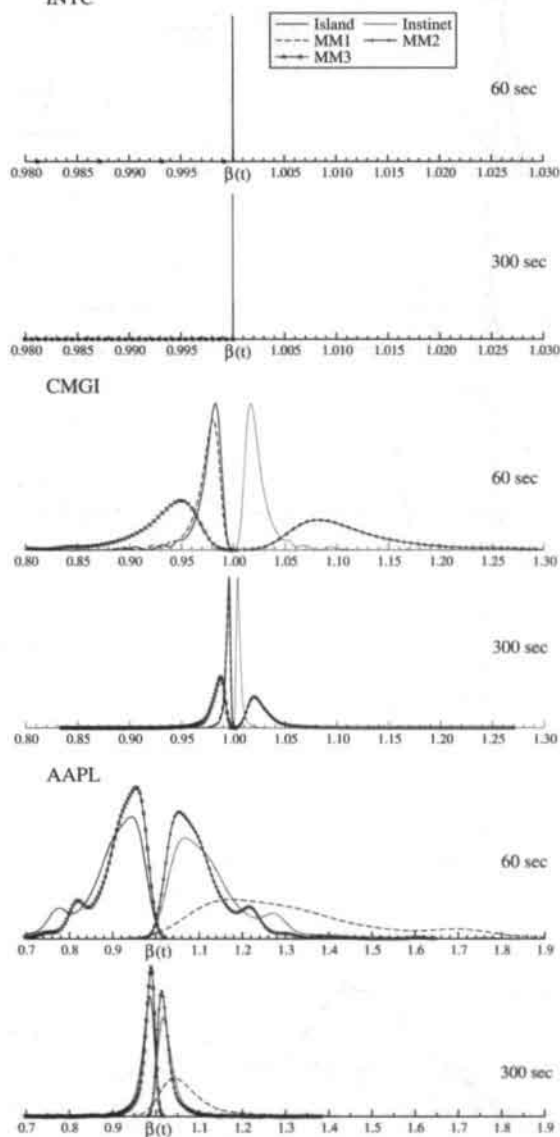 INTC
Island Instinet
MM1 MM2
MM3
60 sec
0.980 0.985 0.990 0.995 β(t) 1.005 1.010 1.015 1.020 1.025 1.030
300 sec
0.980 0.985 0.990 0.995 β(t) 1.005 1.010 1.015 1.020 1.025 1.030
CMGI
60 sec
0.80 0.85 0.90 0.95 1.00 1.05 1.10 1.15 1.20 1.25 1.30
300 sec
0.80 0.85 0.90 0.95 1.00 1.05 1.10 1.15 1.20 1.25 1.30
AAPL
60 sec
0.7 0.8 0.9 β(t) 1.1 1.2 1.3 1.4 1.5 1.6 1.7 1.8 1.9
300 sec
0.7 0.8 0.9 β(t) 1.1 1.2 1.3 1.4 1.5 1.6 1.7 1.8 1.9